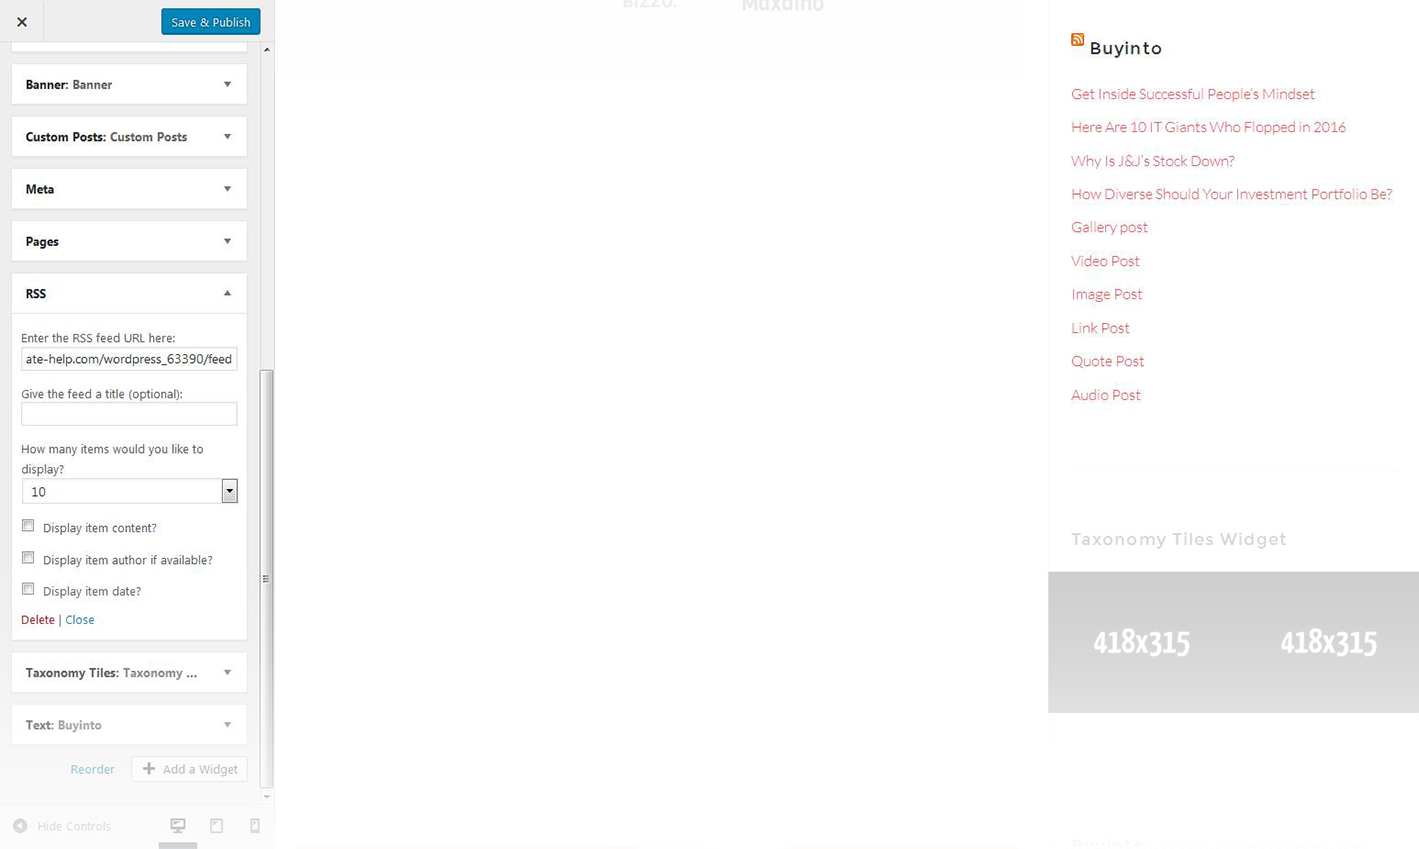 Save & Publish
Banner: Banner
Custom Posts: Custom Posts
Meta
Pages
RSS
Enter the RSS feed URL here:
ate-help.com/wordpress_63390/feed
Give the feed a title (optional):
How many items would you like to
display?
10
Display item content?
Display item author if available?
Display item date?
Delete | Close
Taxonomy Tiles: Taxonomy ...
Text: Buyinto
Reorder
Add a Widget
Hide Controls
Bizzo.
Maxdino
Buyinto
Get Inside Successful People's Mindset
Here Are 10 IT Giants Who Flopped in 2016
Why Is J&J's Stock Down?
How Diverse Should Your Investment Portfolio Be?
Gallery post
Video Post
Image Post
Link Post
Quote Post
Audio Post
Taxonomy Tiles Widget
418x315
418x315
Buyinto